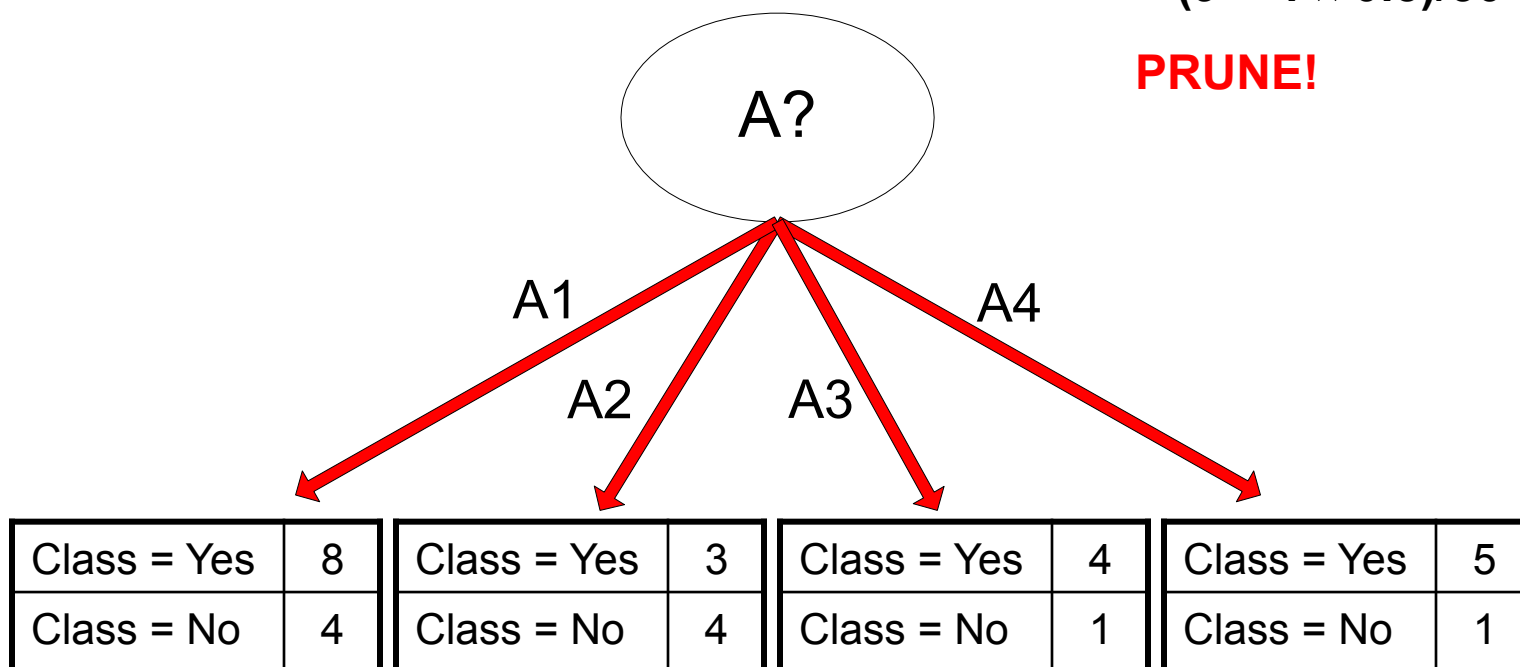 PRUNE!
A?
A1
A4
A2
A3
Class = Yes 8 Class = Yes 3 Class = Yes 4 Class = Yes 5
Class = No 4 Class = No 4 Class = No 1 Class = No 1